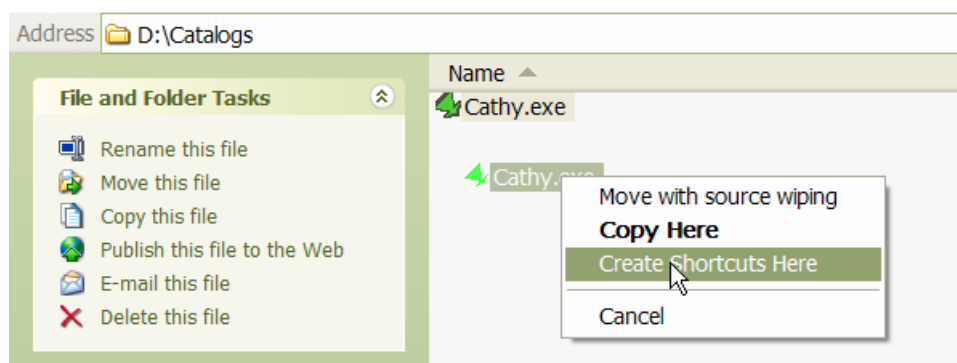 Address D:\Catalogs
Name
File and Folder Tasks
Cathy.exe
Rename this file
Move this file
Copy this file
Publish this file to the Web
E-mail this file
Delete this file
Cathy.exe
Move with source wiping
Copy Here
Create Shortcuts Here
Cancel